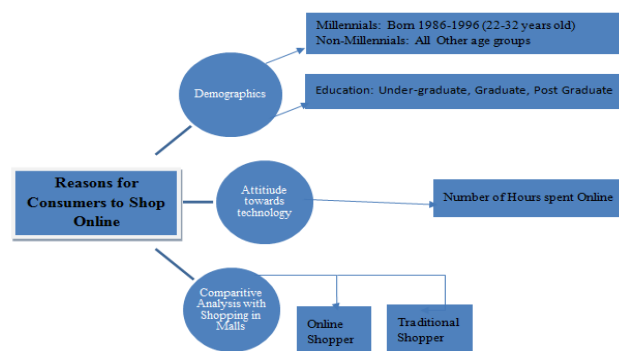 Millennials: Born 1986-1996 (22-32 years old)
Non-Millennials: All Other age groups
Demographics
Education: Under-graduate, Graduate, Post Graduate
Reasons for
Consumers to Shop
Online
Attitiude
towards
technology
Number of Hours spent Online
Comparitive
Analysis with
Shopping in
Malls
Online
Shopper
Traditional
Shopper